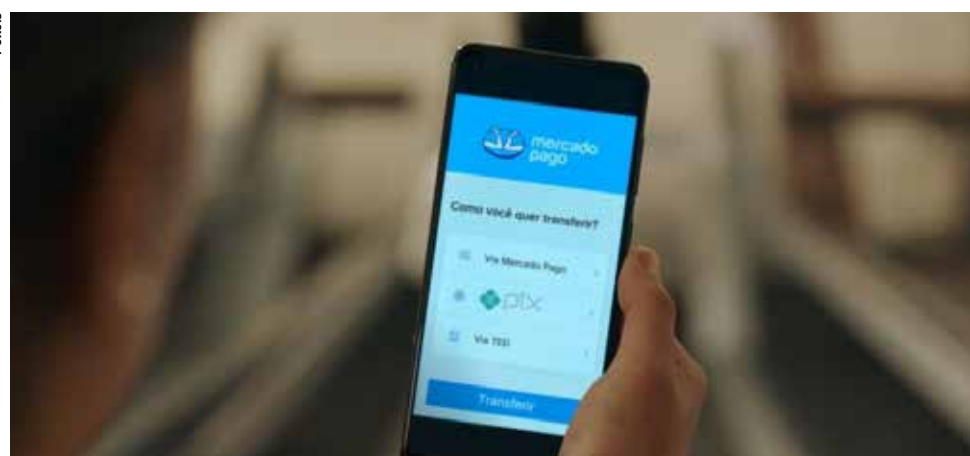 mercado
pago
Como você quer transferir?
Via Mercado Pago
pix
Via TED
Transferir